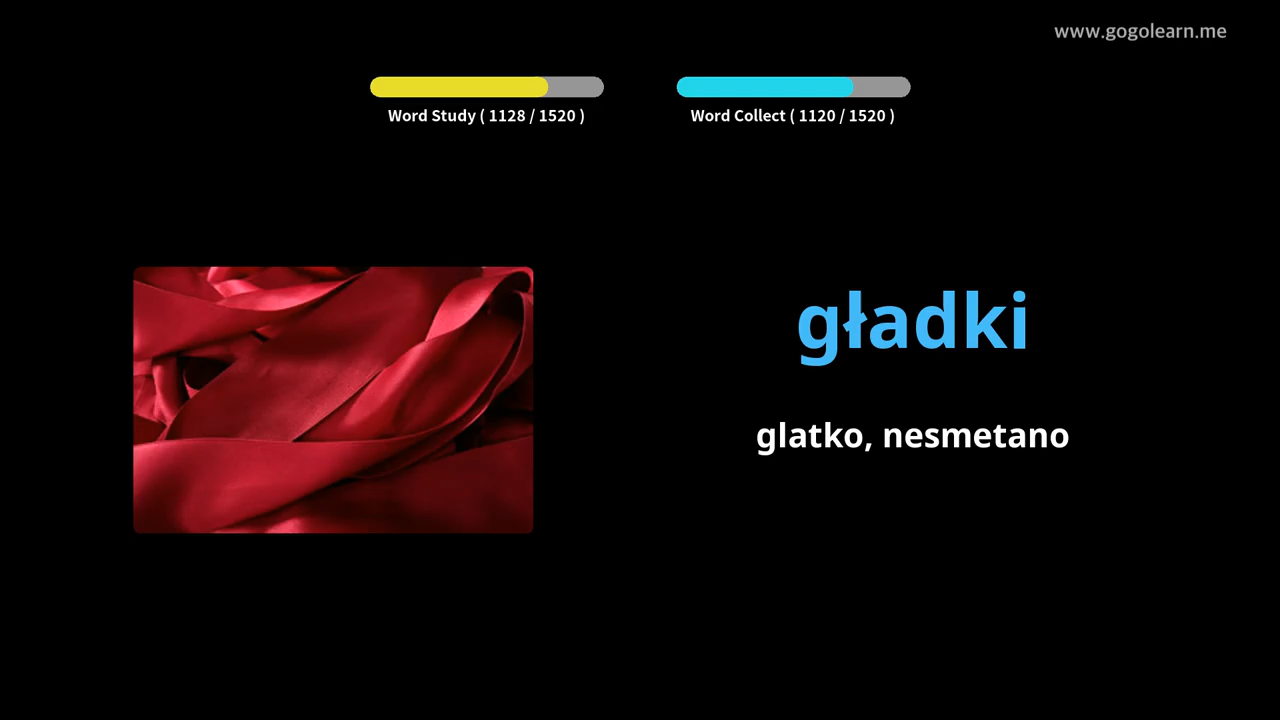 www.gogolearn.me
Word Study ( 1128 / 1520 )
Word Collect ( 1120 / 1520 )
gładki
glatko, nesmetano